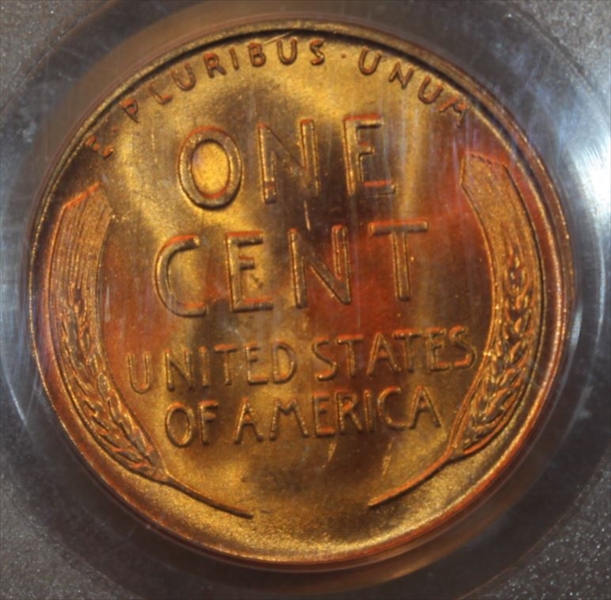 E · PLURIBUS · UNUM
ONE
CENT
UNITED STATES
OF AMERICA